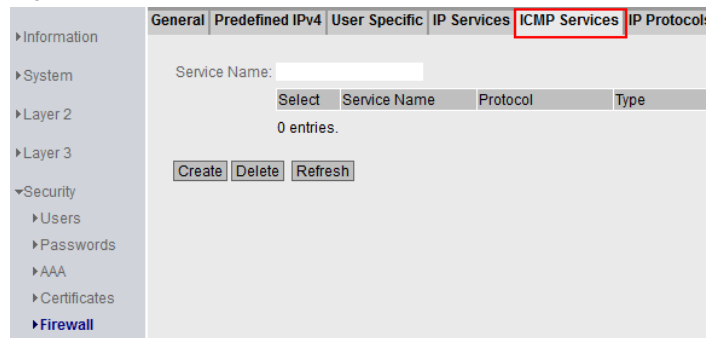 General Predefined IPv4 User Specific IP Services ICMP Services IP Protocols
Information
System
Layer 2
Layer 3
Security
Users
Passwords
AAA
Certificates
Firewall
Service Name:
Select Service Name Protocol Type
0 entries.
Create Delete Refresh